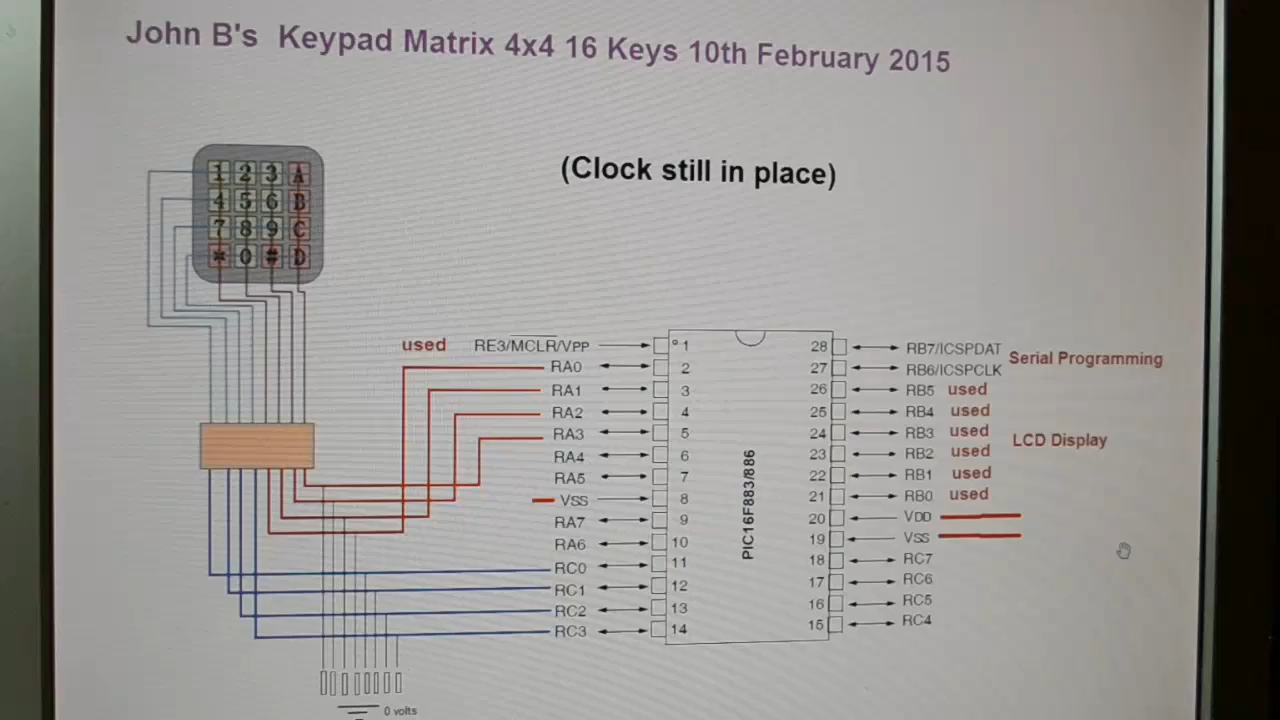 John B's Keypad Matrix 4x4 16 Keys 10th February 2015
(Clock still in place)
1 2 3 A
4 5 6 B
7 8 9 C
* 0 # D
used RE3/MCLR/VPP 1 28 RB7/ICSPDAT
Serial Programming
RA0 2 27 RB6/ICSPCLK
RA1 3 26 RB5 used
RA2 4 25 RB4 used
RA3 5 24 RB3 used
LCD Display
RA4 6 23 RB2 used
RA5 7 22 RB1 used
VSS 8 21 RB0 used
RA7 9 20 VDD
RA6 10 19 VSS
RC0 11 18 RC7
RC1 12 17 RC6
RC2 13 16 RC5
RC3 14 15 RC4
PIC16F883/886
0 volts